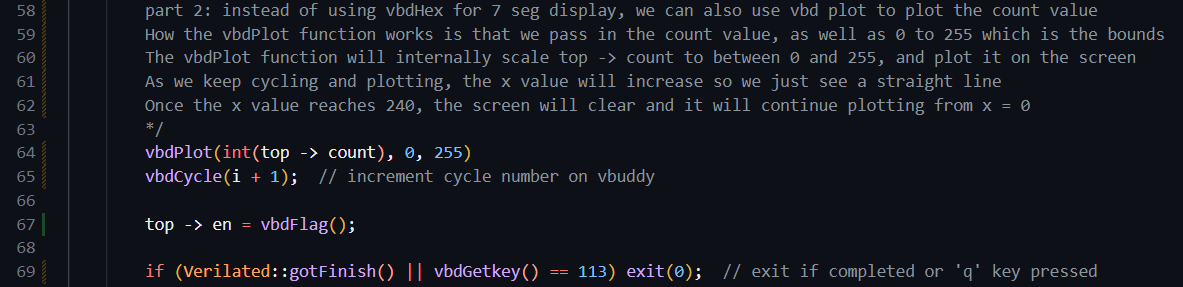 58 part 2: instead of using vbdHex for 7 seg display, we can also use vbd plot to plot the count value
59 How the vbdPlot function works is that we pass in the count value, as well as 0 to 255 which is the bounds
60 The vbdPlot function will internally scale top -> count to between 0 and 255, and plot it on the screen
61 As we keep cycling and plotting, the x value will increase so we just see a straight line
62 Once the x value reaches 240, the screen will clear and it will continue plotting from x = 0
63 */
64 vbdPlot(int(top -> count), 0, 255)
65 vbdCycle(i + 1);  // increment cycle number on vbuddy
66
67 top -> en = vbdFlag();
68
69 if (Verilated::gotFinish() || vbdGetkey() == 113) exit(0);  // exit if completed or 'q' key pressed